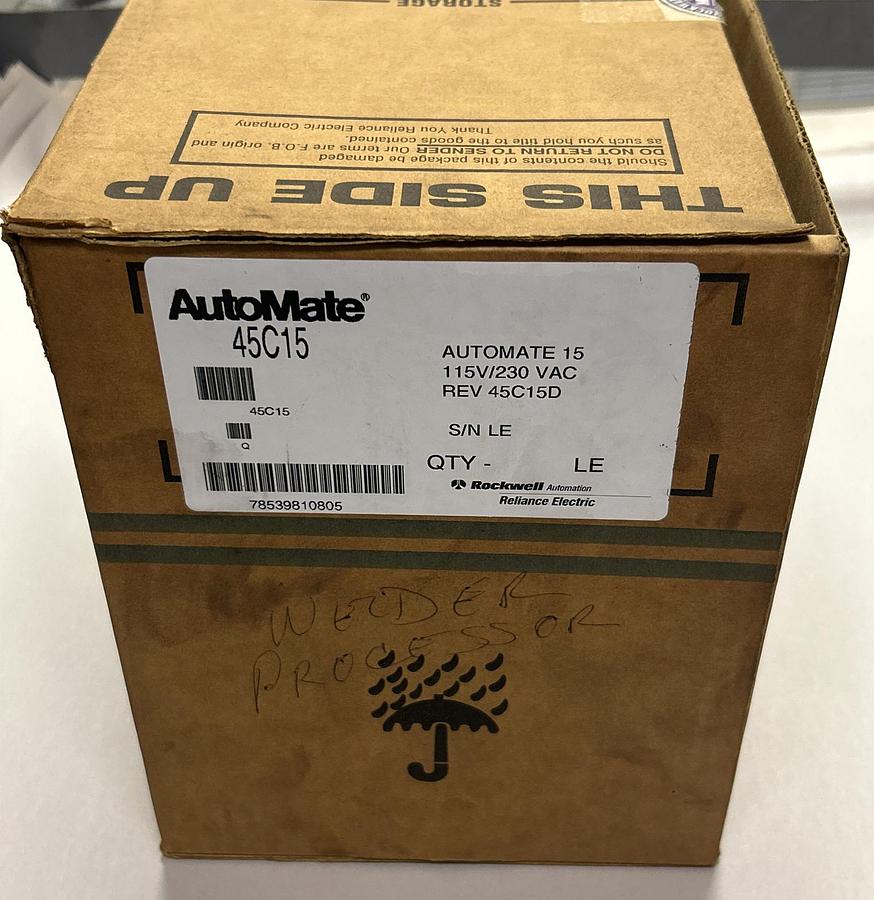 STORAGE
THIS SIDE UP
Should the contents of this package be damaged
DO NOT RETURN TO SENDER Our terms are F.O.B. origin and
as such you hold title to the goods contained.
Thank You Reliance Electric Company
AutoMate®
45C15
AUTOMATE 15
115V/230 VAC
REV 45C15D
45C15
S/N LE
Q
QTY - LE
Rockwell Automation
Reliance Electric
78539810805
WELDER
PROCESSOR